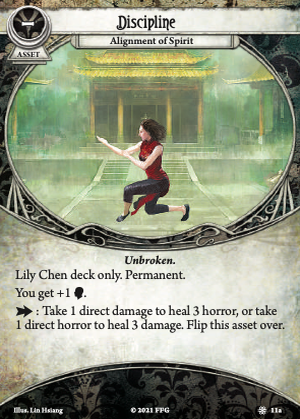 Discipline
ASSET
Alignment of Spirit
Unbroken.
Lily Chen deck only. Permanent.
You get +1 .
: Take 1 direct damage to heal 3 horror, or take
1 direct horror to heal 3 damage. Flip this asset over.
Illus. Lin Hsiang
© 2021 FFG
11a